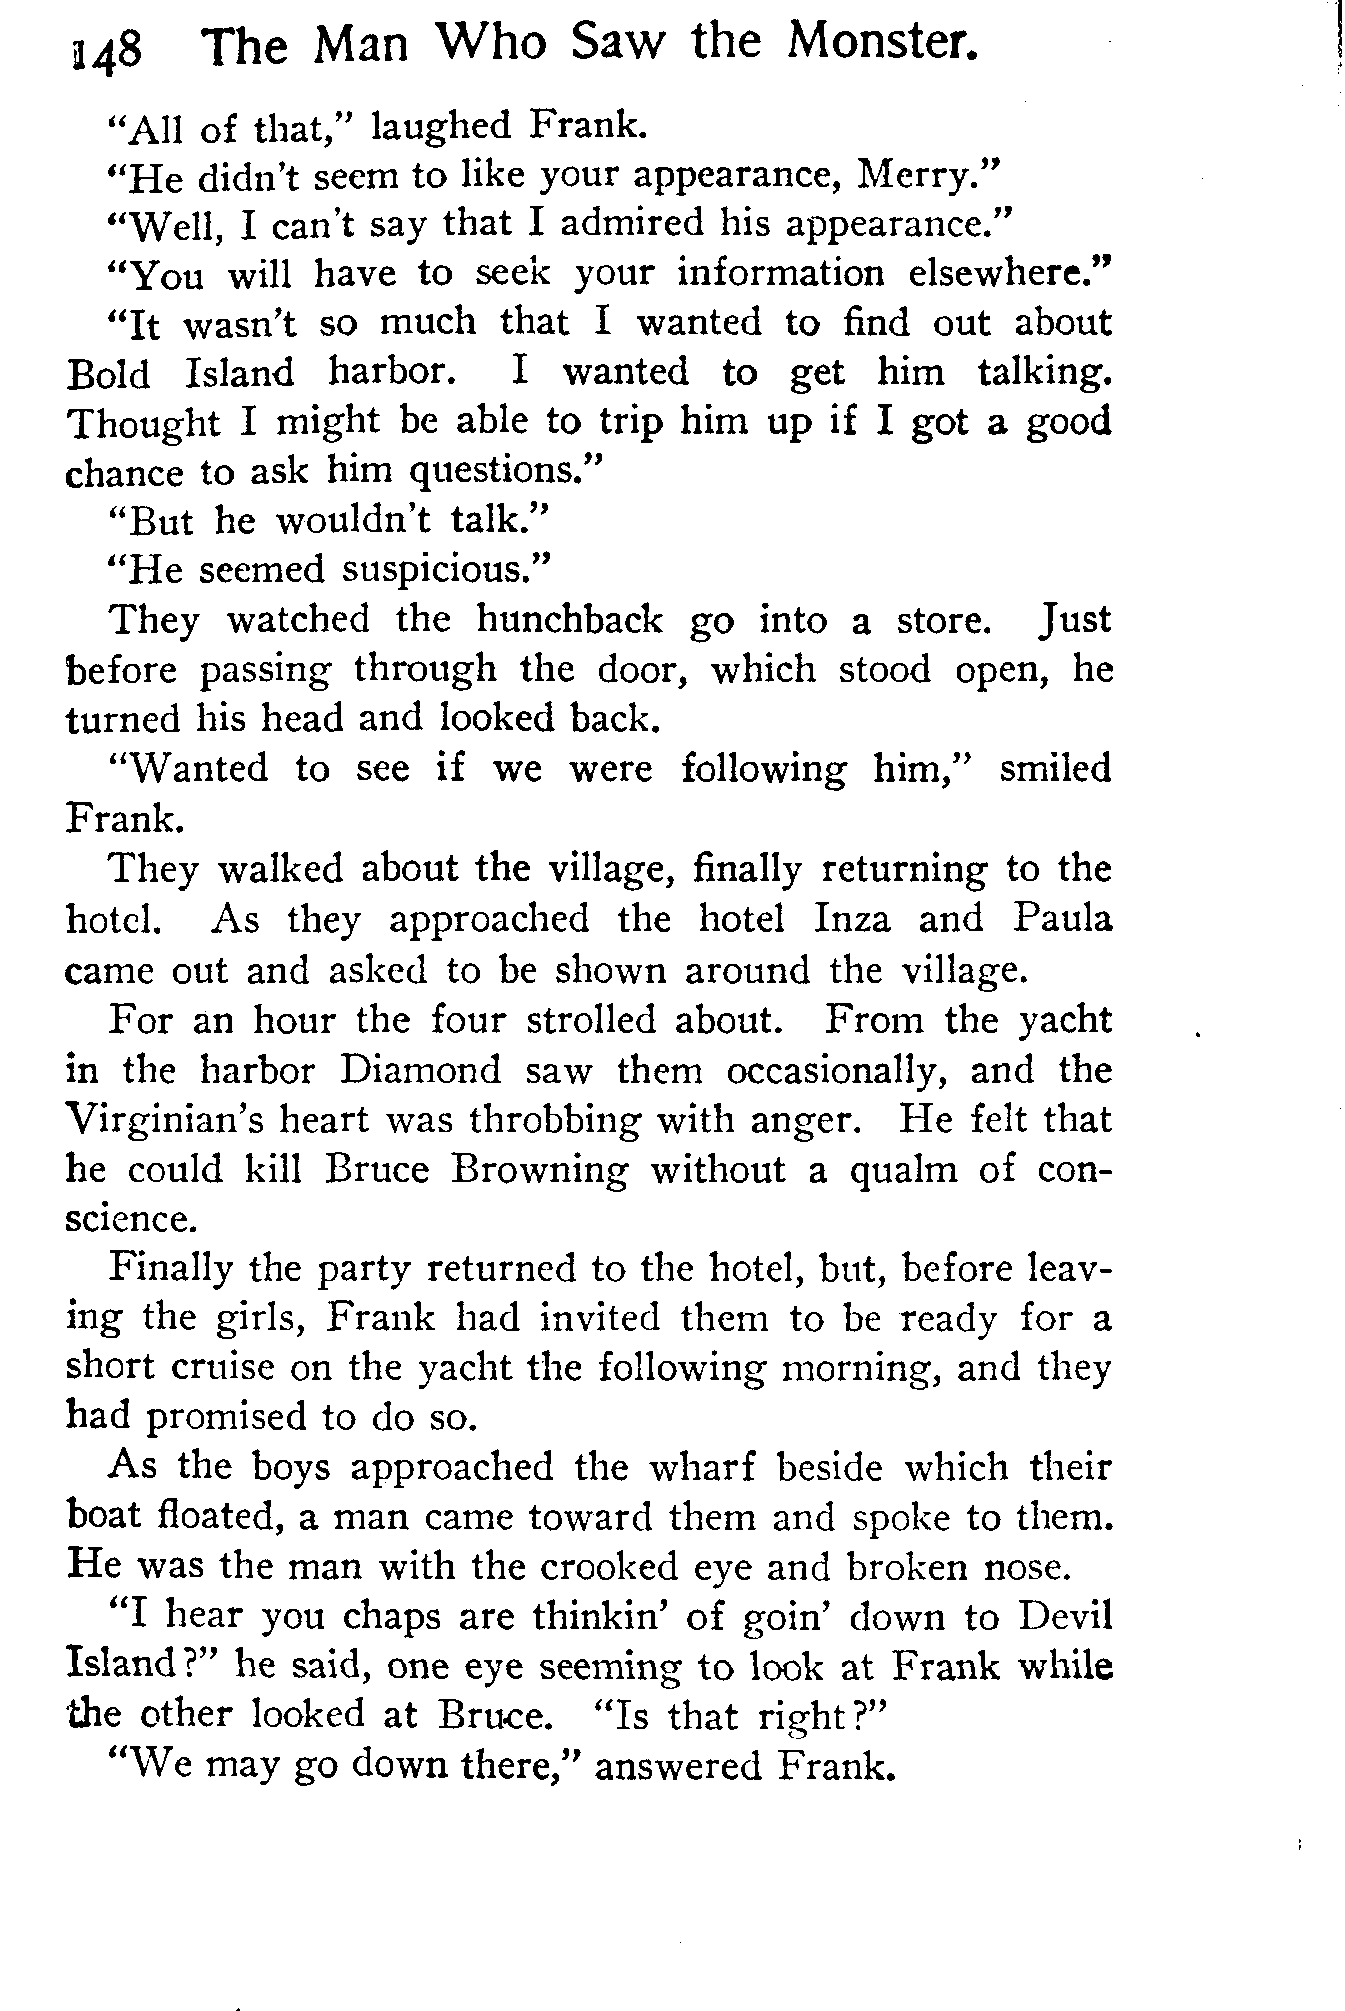 148 The Man Who Saw the Monster.
“All of that,” laughed Frank.
“He didn’t seem to like your appearance, Merry.”
“Well, I can’t say that I admired his appearance.”
“You will have to seek your information elsewhere.”
“It wasn’t so much that I wanted to find out about
Bold Island harbor. I wanted to get him talking.
Thought I might be able to trip him up if I got a good
chance to ask him questions.”
“But he wouldn’t talk.”
“He seemed suspicious.”
They watched the hunchback go into a store. Just
before passing through the door, which stood open, he
turned his head and looked back.
“Wanted to see if we were following him,” smiled
Frank.
They walked about the village, finally returning to the
hotel. As they approached the hotel Inza and Paula
came out and asked to be shown around the village.
For an hour the four strolled about. From the yacht
in the harbor Diamond saw them occasionally, and the
Virginian’s heart was throbbing with anger. He felt that
he could kill Bruce Browning without a qualm of con-
science.
Finally the party returned to the hotel, but, before leav-
ing the girls, Frank had invited them to be ready for a
short cruise on the yacht the following morning, and they
had promised to do so.
As the boys approached the wharf beside which their
boat floated, a man came toward them and spoke to them.
He was the man with the crooked eye and broken nose.
“I hear you chaps are thinkin’ of goin’ down to Devil
Island?” he said, one eye seeming to look at Frank while
the other looked at Bruce. “Is that right?”
“We may go down there,” answered Frank.